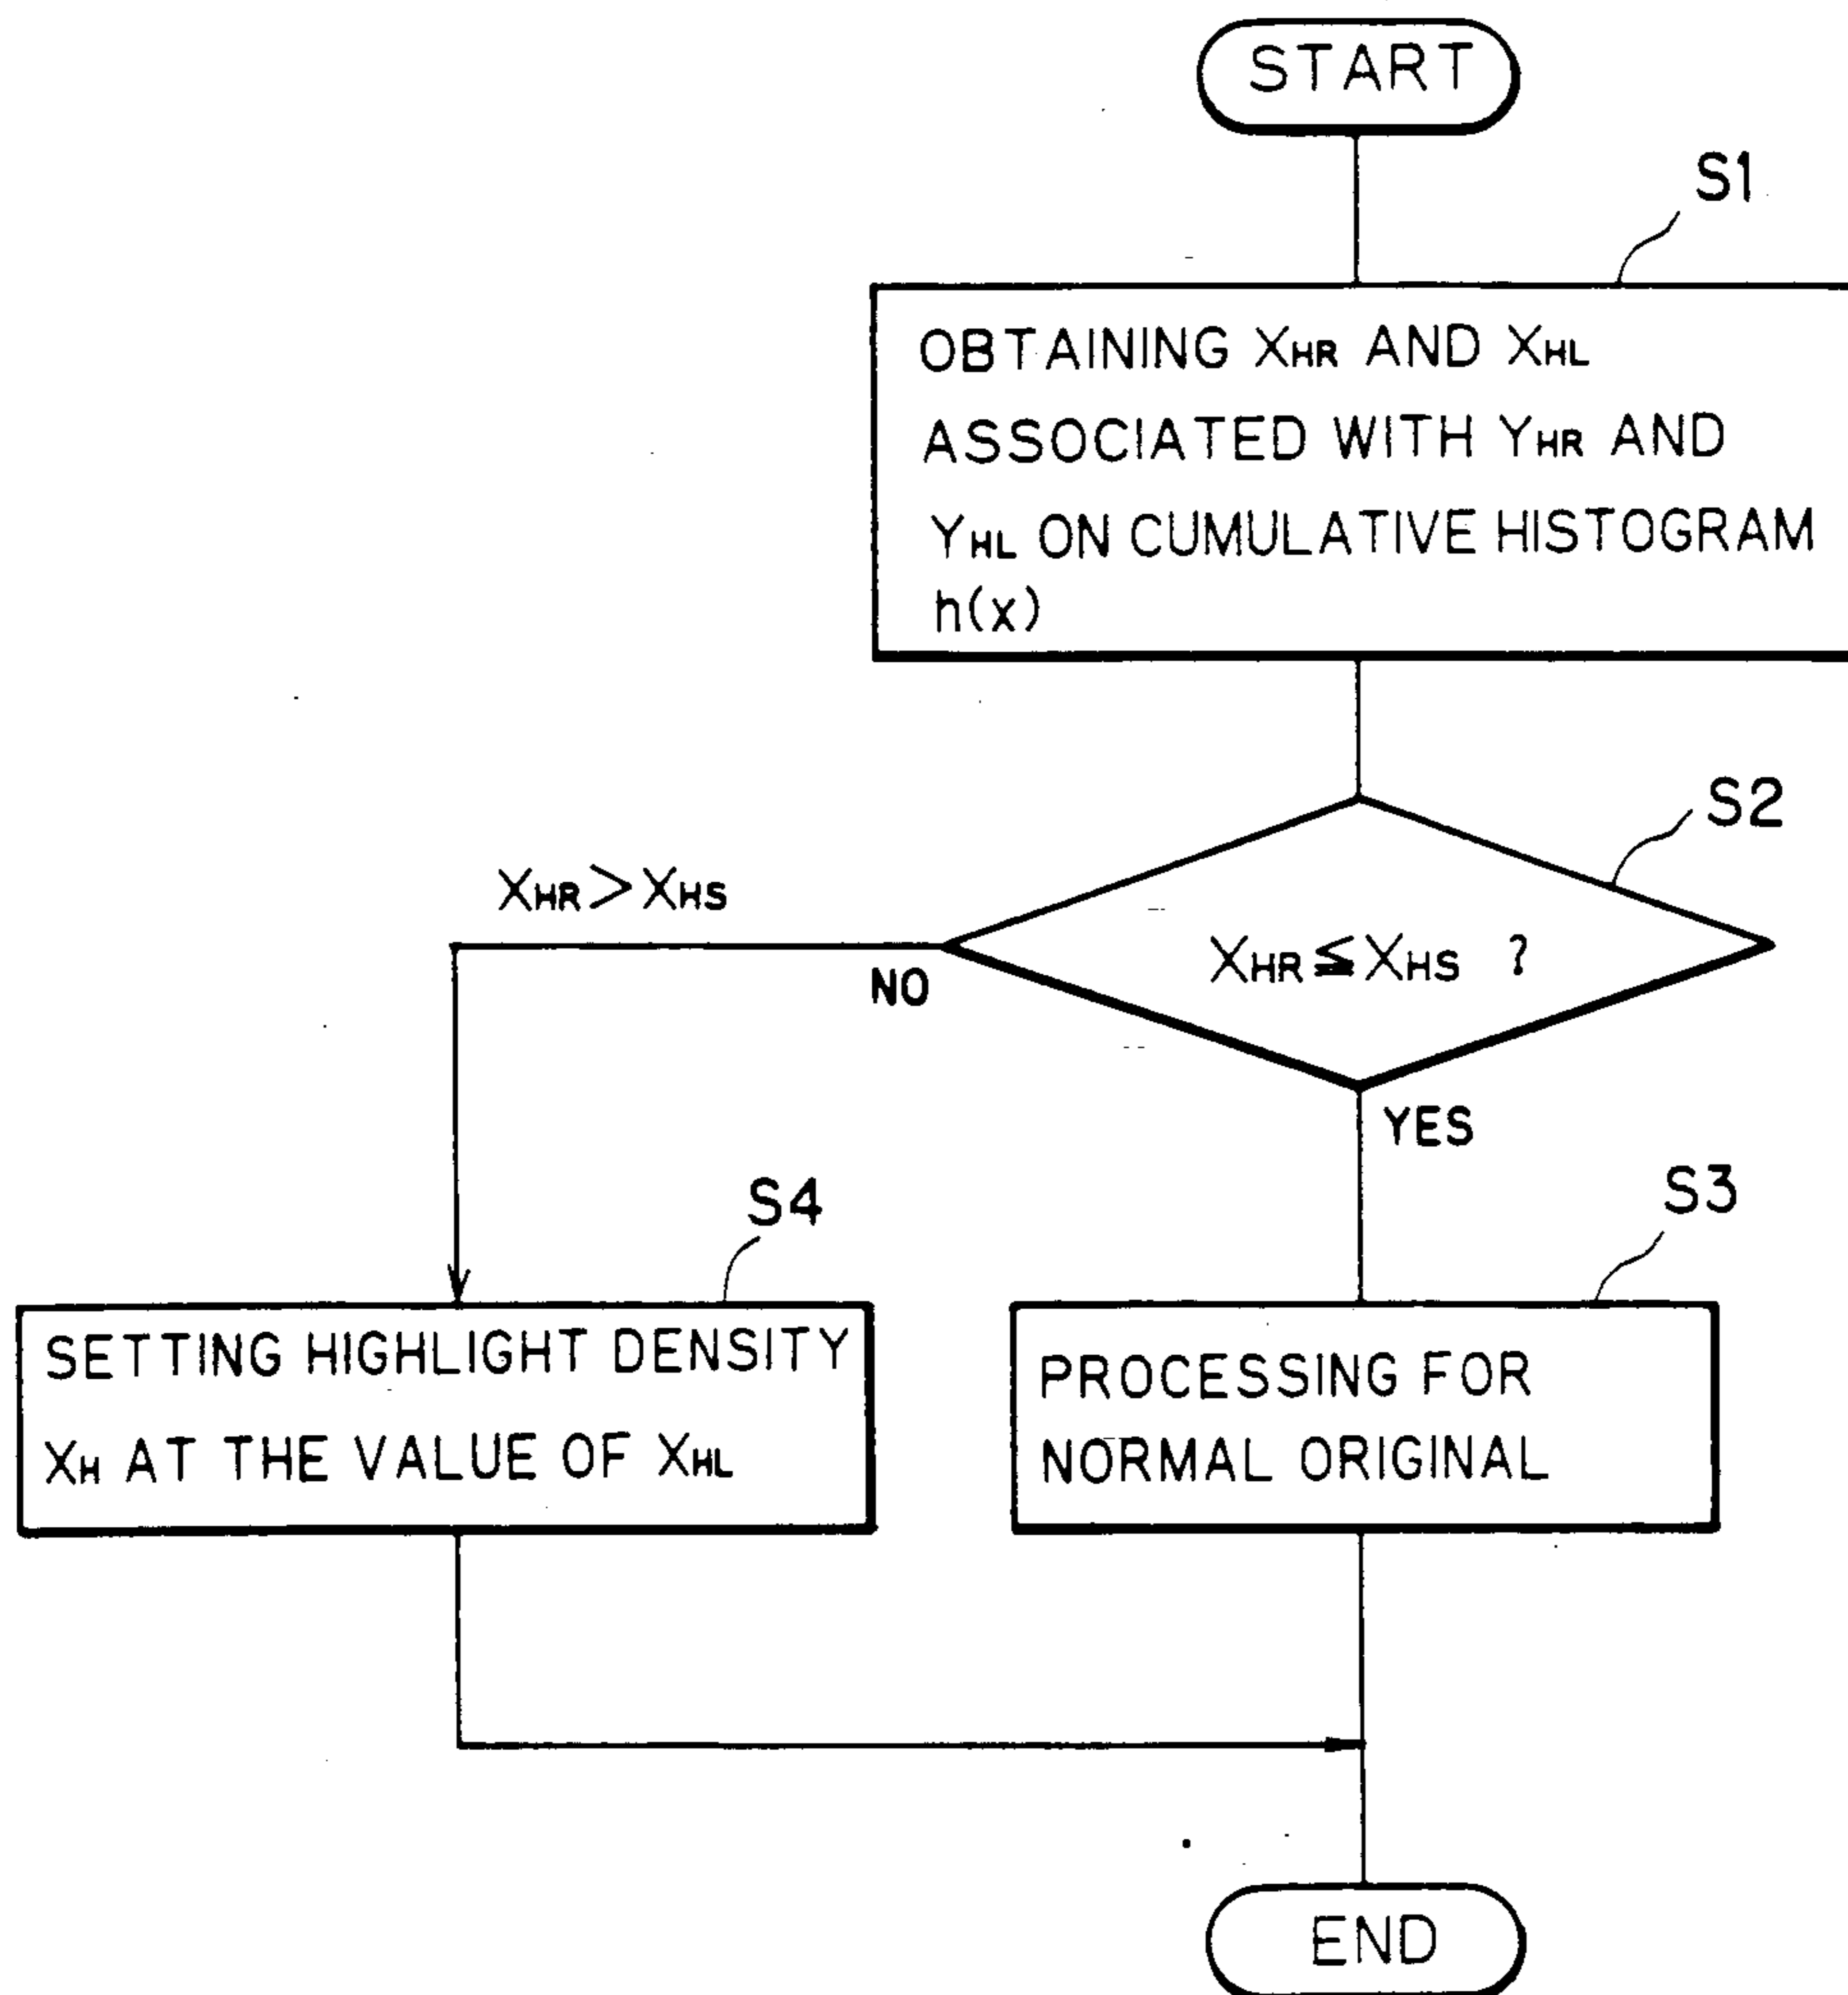 START
S1
OBTAINING XHR AND XHL
ASSOCIATED WITH YHR AND
YHL ON CUMULATIVE HISTOGRAM
h(x)
S2
XHR > XHS
XHR ≦ XHS ?
NO
YES
S4
S3
SETTING HIGHLIGHT DENSITY
XH AT THE VALUE OF XHL
PROCESSING FOR
NORMAL ORIGINAL
END